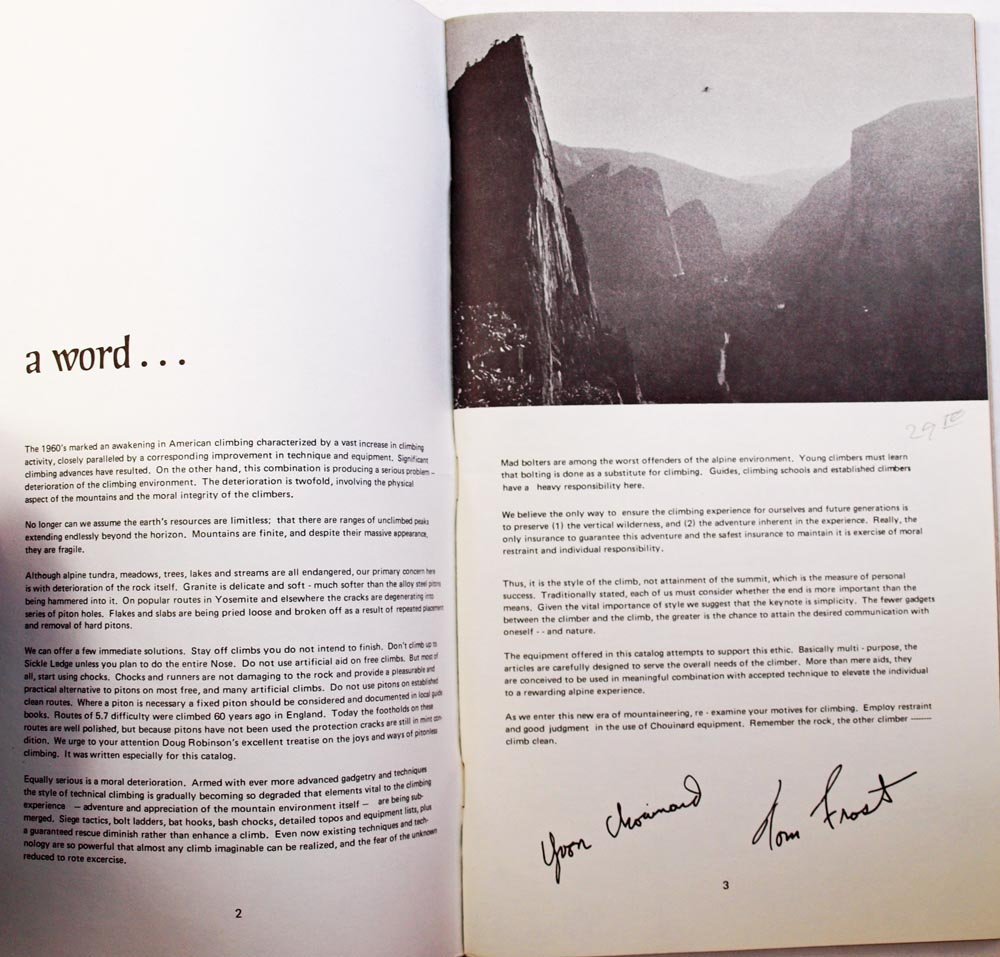 a word . . .
The 1960's marked an awakening in American climbing characterized by a vast increase in climbing
activity, closely paralleled by a corresponding improvement in technique and equipment. Significant
climbing advances have resulted. On the other hand, this combination is producing a serious problem –
deterioration of the climbing environment. The deterioration is twofold, involving the physical
aspect of the mountains and the moral integrity of the climbers.
No longer can we assume the earth's resources are limitless; that there are ranges of unclimbed peaks
extending endlessly beyond the horizon. Mountains are finite, and despite their massive appearance,
they are fragile.
Although alpine tundra, meadows, trees, lakes and streams are all endangered, our primary concern here
is with deterioration of the rock itself. Granite is delicate and soft - much softer than the alloy steel pitons
being hammered into it. On popular routes in Yosemite and elsewhere the cracks are degenerating into
series of piton holes. Flakes and slabs are being pried loose and broken off as a result of repeated placement
and removal of hard pitons.
We can offer a few immediate solutions. Stay off climbs you do not intend to finish. Don't climb up to
Sickle Ledge unless you plan to do the entire Nose. Do not use artificial aid on free climbs. But most of
all, start using chocks. Chocks and runners are not damaging to the rock and provide a pleasurable and
practical alternative to pitons on most free, and many artificial climbs. Do not use pitons on established
clean routes. Where a piton is necessary a fixed piton should be considered and documented in local guide
books. Routes of 5.7 difficulty were climbed 60 years ago in England. Today the footholds on these
routes are well polished, but because pitons have not been used the protection cracks are still in mint con-
dition. We urge to your attention Doug Robinson's excellent treatise on the joys and ways of pitonless
climbing. It was written especially for this catalog.
Equally serious is a moral deterioration. Armed with ever more advanced gadgetry and techniques
the style of technical climbing is gradually becoming so degraded that elements vital to the climbing
experience – adventure and appreciation of the mountain environment itself – are being sub-
merged. Siege tactics, bolt ladders, bat hooks, bash chocks, detailed topos and equipment lists, plus
a guaranteed rescue diminish rather than enhance a climb. Even now existing techniques and tech-
nology are so powerful that almost any climb imaginable can be realized, and the fear of the unknown
reduced to rote excercise.
2
29
Mad bolters are among the worst offenders of the alpine environment. Young climbers must learn
that bolting is done as a substitute for climbing. Guides, climbing schools and established climbers
have a heavy responsibility here.
We believe the only way to ensure the climbing experience for ourselves and future generations is
to preserve (1) the vertical wilderness, and (2) the adventure inherent in the experience. Really, the
only insurance to guarantee this adventure and the safest insurance to maintain it is exercise of moral
restraint and individual responsibility.
Thus, it is the style of the climb, not attainment of the summit, which is the measure of personal
success. Traditionally stated, each of us must consider whether the end is more important than the
means. Given the vital importance of style we suggest that the keynote is simplicity. The fewer gadgets
between the climber and the climb, the greater is the chance to attain the desired communication with
oneself - - and nature.
The equipment offered in this catalog attempts to support this ethic. Basically multi - purpose, the
articles are carefully designed to serve the overall needs of the climber. More than mere aids, they
are conceived to be used in meaningful combination with accepted technique to elevate the individual
to a rewarding alpine experience.
As we enter this new era of mountaineering, re - examine your motives for climbing. Employ restraint
and good judgment in the use of Chouinard equipment. Remember the rock, the other climber --------
climb clean.
Yvon Chouinard
Tom Frost
3